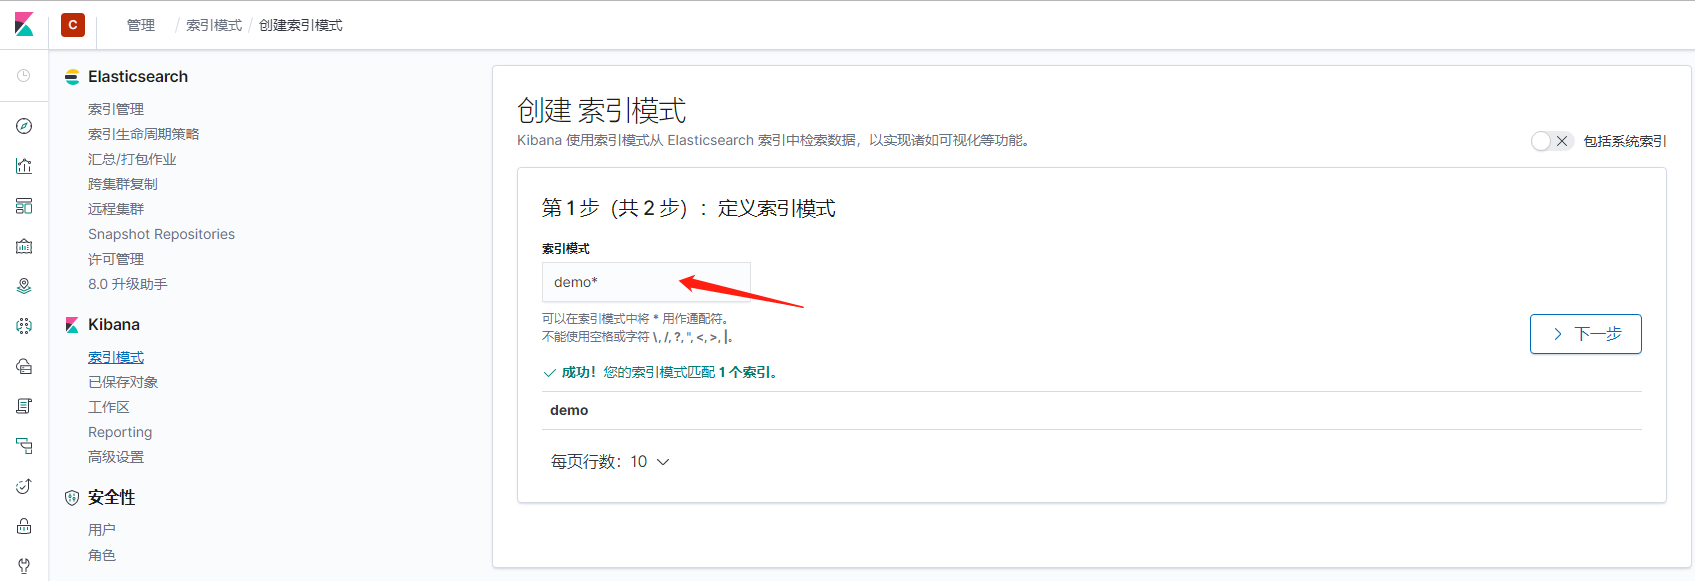 C 管理 / 索引模式 / 创建索引模式
Elasticsearch
索引管理
索引生命周期策略
汇总/打包作业
跨集群复制
远程集群
Snapshot Repositories
许可管理
8.0 升级助手
Kibana
索引模式
已保存对象
工作区
Reporting
高级设置
安全性
用户
角色
创建 索引模式
Kibana 使用索引模式从 Elasticsearch 索引中检索数据，以实现诸如可视化等功能。
包括系统索引
第 1 步（共 2 步）：定义索引模式
索引模式
demo*
可以在索引模式中将 * 用作通配符。
不能使用空格或字符 \, /, ?, ", <, >, |。
下一步
成功！您的索引模式匹配 1 个索引。
demo
每页行数：10